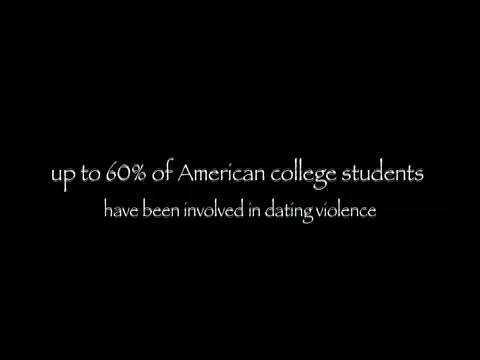 up to 60% of American college students
have been involved in dating violence